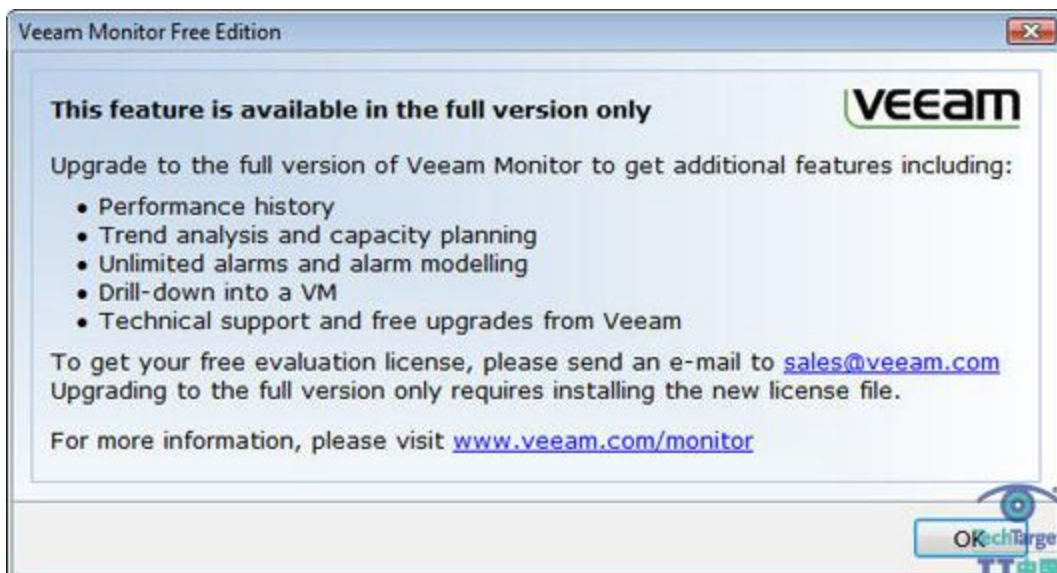 Veeam Monitor Free Edition
This feature is available in the full version only
veeam
Upgrade to the full version of Veeam Monitor to get additional features including:
• Performance history
• Trend analysis and capacity planning
• Unlimited alarms and alarm modelling
• Drill-down into a VM
• Technical support and free upgrades from Veeam
To get your free evaluation license, please send an e-mail to sales@veeam.com
Upgrading to the full version only requires installing the new license file.
For more information, please visit www.veeam.com/monitor
OK